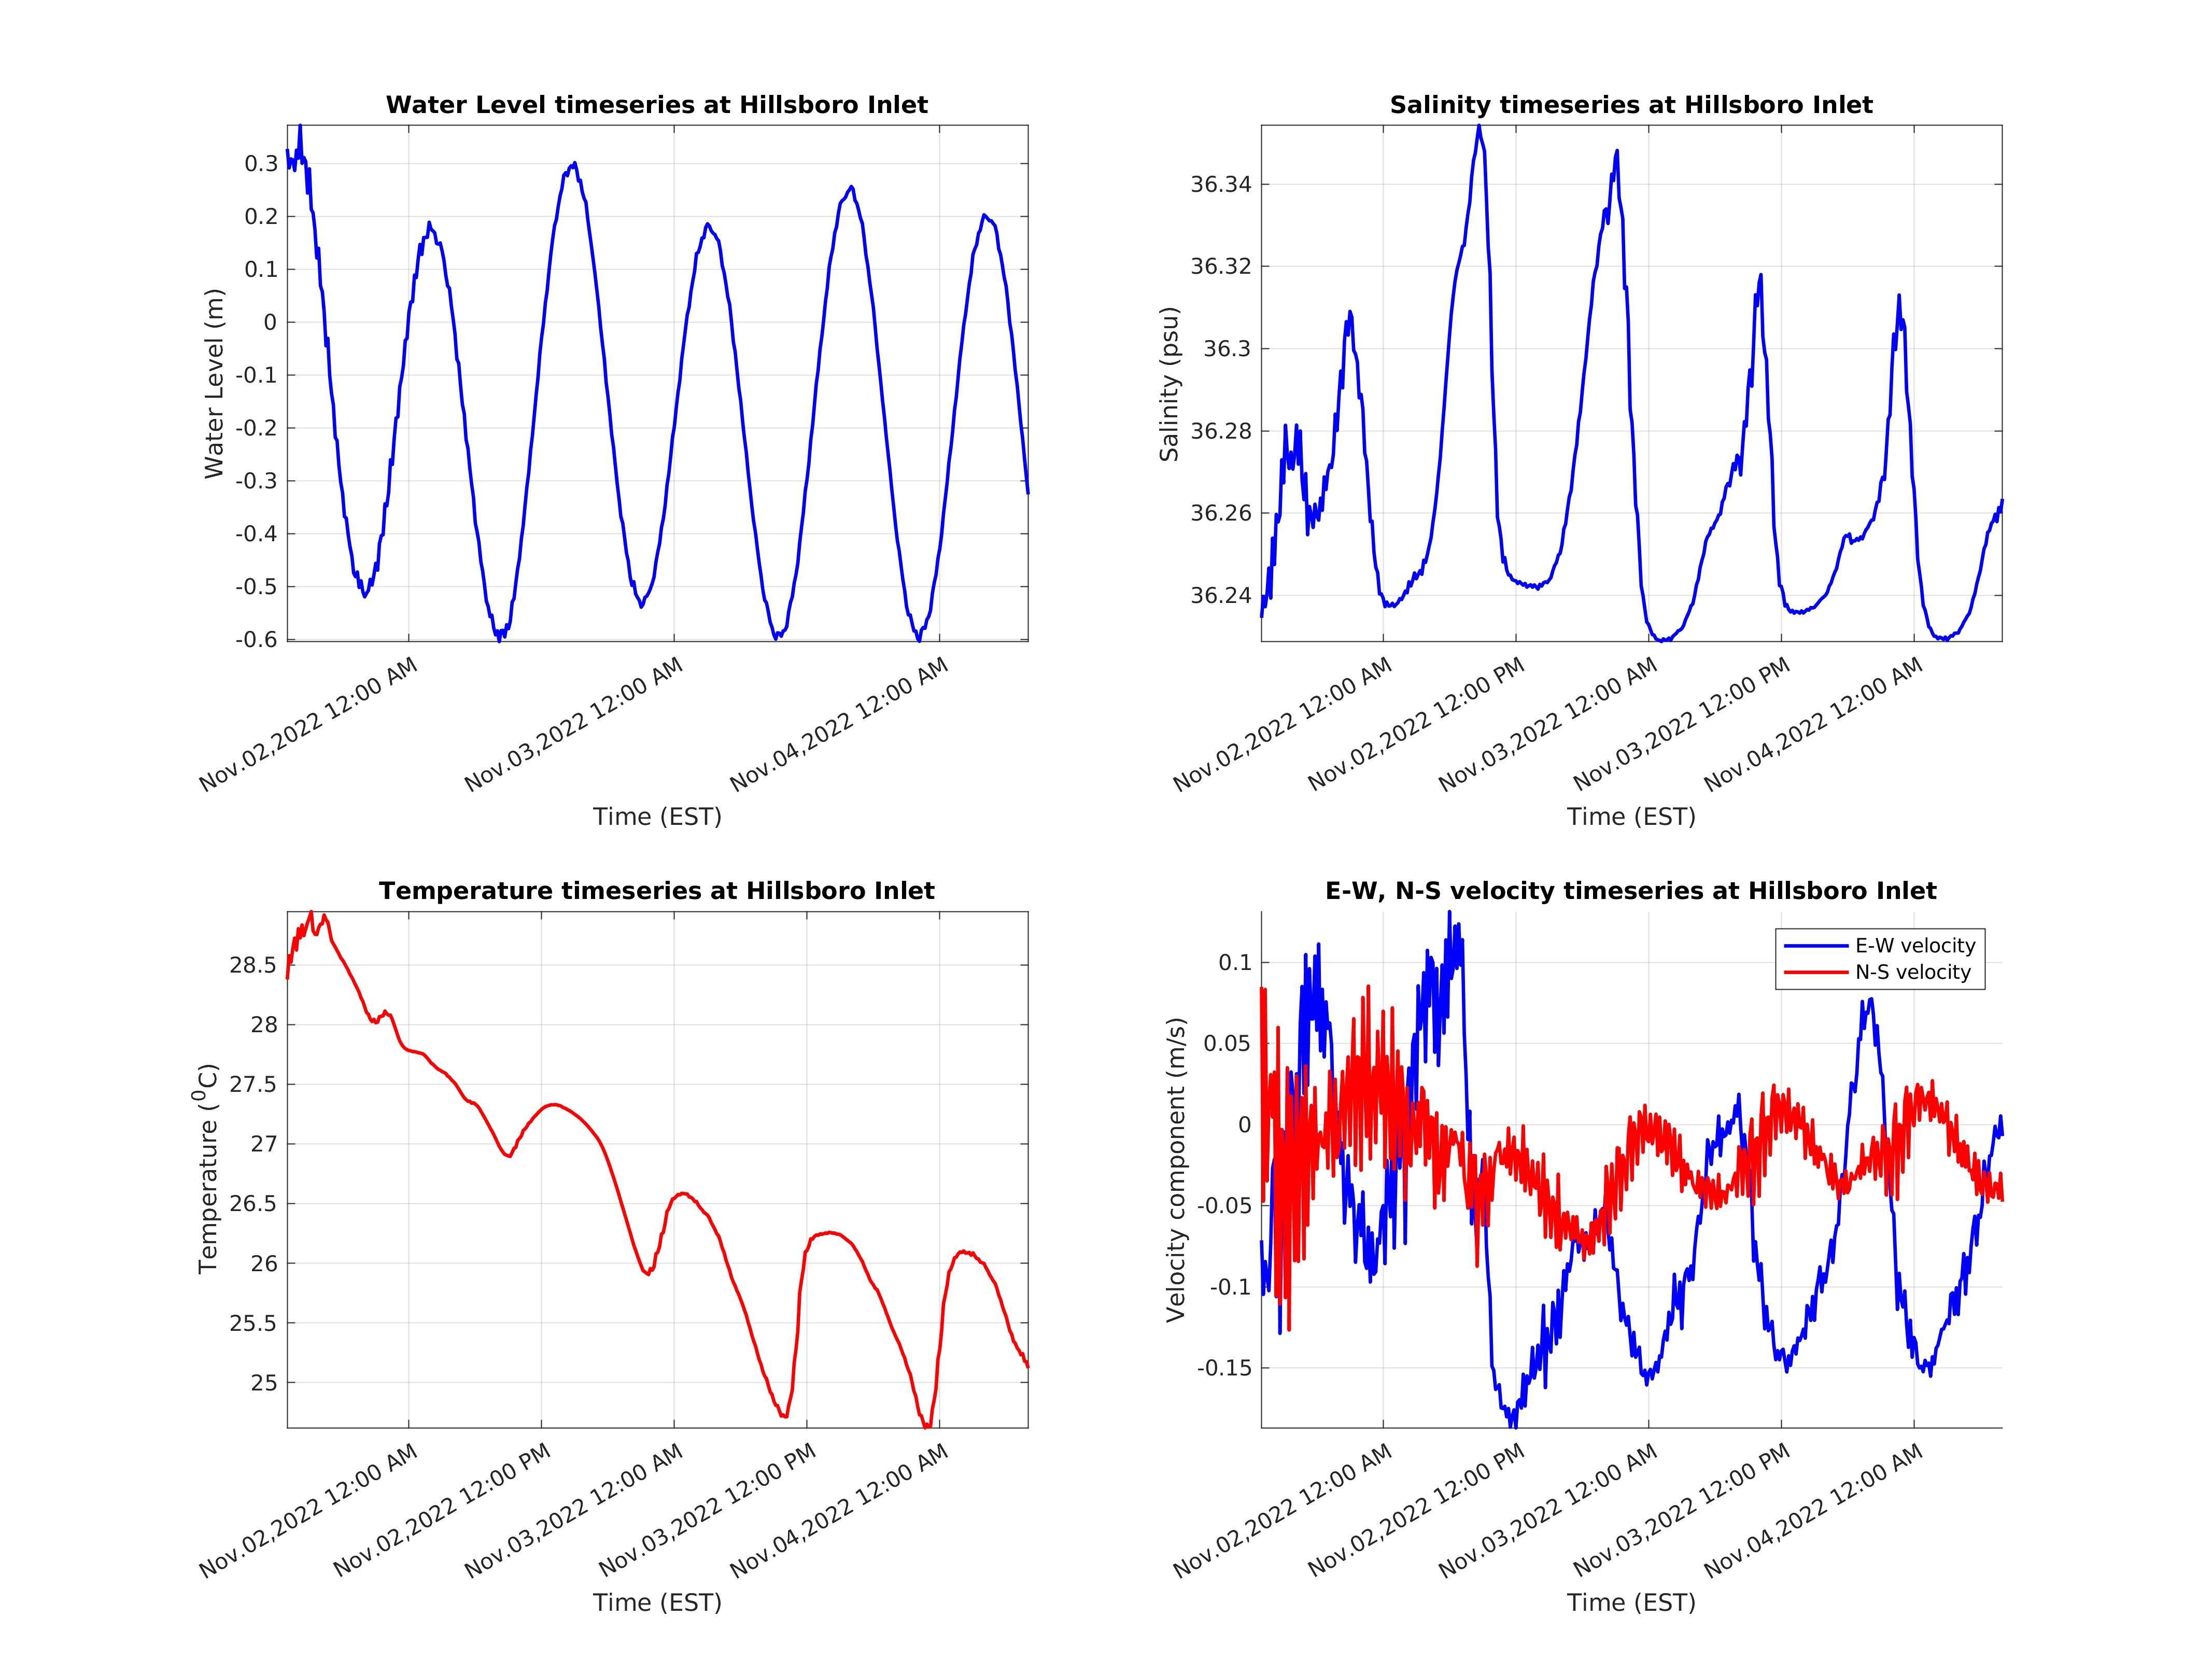 Water Level timeseries at Hillsboro Inlet
Water Level (m)
0.3
0.2
0.1
0
-0.1
-0.2
-0.3
-0.4
-0.5
-0.6
Nov.02,2022 12:00 AM
Nov.03,2022 12:00 AM
Nov.04,2022 12:00 AM
Time (EST)
Salinity timeseries at Hillsboro Inlet
Salinity (psu)
36.34
36.32
36.3
36.28
36.26
36.24
Nov.02,2022 12:00 AM
Nov.02,2022 12:00 PM
Nov.03,2022 12:00 AM
Nov.03,2022 12:00 PM
Nov.04,2022 12:00 AM
Time (EST)
Temperature timeseries at Hillsboro Inlet
Temperature (⁰C)
28.5
28
27.5
27
26.5
26
25.5
25
Nov.02,2022 12:00 AM
Nov.02,2022 12:00 PM
Nov.03,2022 12:00 AM
Nov.03,2022 12:00 PM
Nov.04,2022 12:00 AM
Time (EST)
E-W, N-S velocity timeseries at Hillsboro Inlet
Velocity component (m/s)
0.1
0.05
0
-0.05
-0.1
-0.15
E-W velocity
N-S velocity
Nov.02,2022 12:00 AM
Nov.02,2022 12:00 PM
Nov.03,2022 12:00 AM
Nov.03,2022 12:00 PM
Nov.04,2022 12:00 AM
Time (EST)